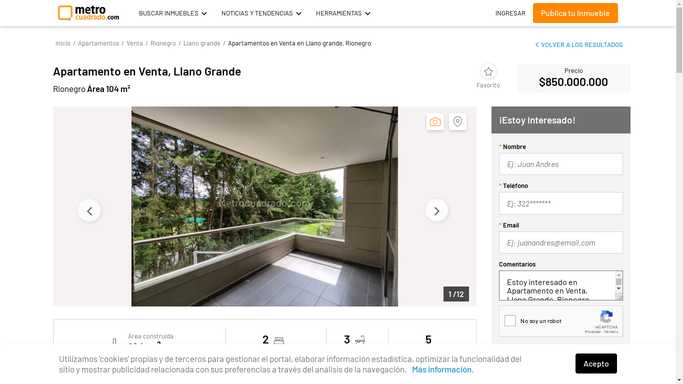 metro
cuadrado.com
BUSCAR INMUEBLES
NOTICIAS Y TENDENCIAS
HERRAMIENTAS
INGRESAR
Publica tu Inmueble
Inicio / Apartamentos / Venta / Rionegro / Llano grande / Apartamentos en Venta en Llano grande, Rionegro
VOLVER A LOS RESULTADOS
Apartamento en Venta, Llano Grande
Rionegro Área 104 m²
Favorito
Precio
$850.000.000
Metrocuadrado.com
1 /12
¡Estoy Interesado!
* Nombre
Ej: Juan Andres
* Teléfono
Ej: 322*******
* Email
Ej: juanandres@email.com
Comentarios
Estoy interesado en
Apartamento en Venta,
Llano Grande, Rionegro
No soy un robot
reCAPTCHA
Privacidad - Términos
Área construida
2
3
5
Utilizamos 'cookies' propias y de terceros para gestionar el portal, elaborar información estadística, optimizar la funcionalidad del
sitio y mostrar publicidad relacionada con sus preferencias a través del análisis de la navegación. Más información.
Acepto